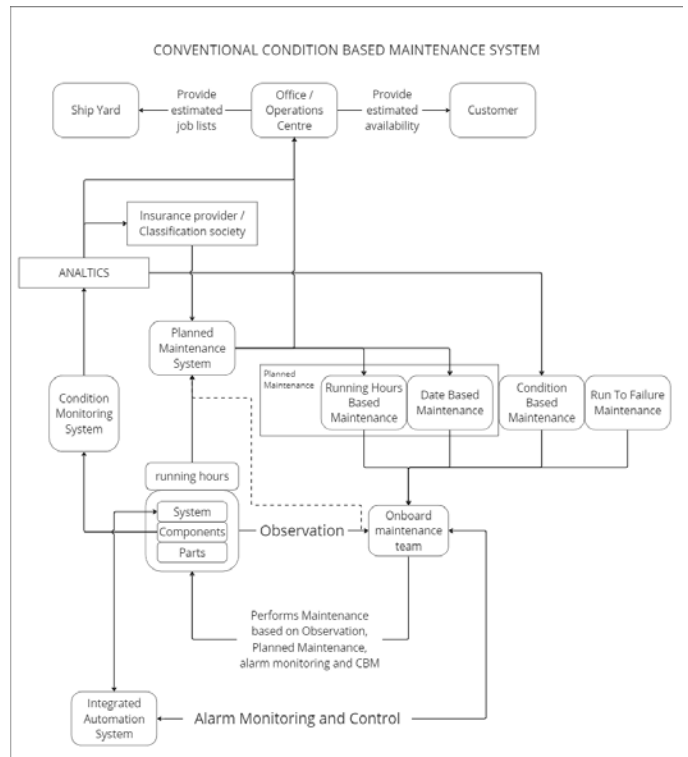 CONVENTIONAL CONDITION BASED MAINTENANCE SYSTEM
Ship Yard
Provide
estimated
job lists
Office /
Operations
Centre
Provide
estimated
availability
Customer
Insurance provider /
Classification society
ANALTICS
Planned
Maintenance
System
Planned
Maintenance
Running Hours
Based
Maintenance
Date Based
Maintenance
Condition
Based
Maintenance
Run To Failure
Maintenance
Condition
Monitoring
System
running hours
System
Components
Parts
Observation
Onboard
maintenance
team
Performs Maintenance
based on Observation,
Planned Maintenance,
alarm monitoring and CBM
Integrated
Automation
System
Alarm Monitoring and Control